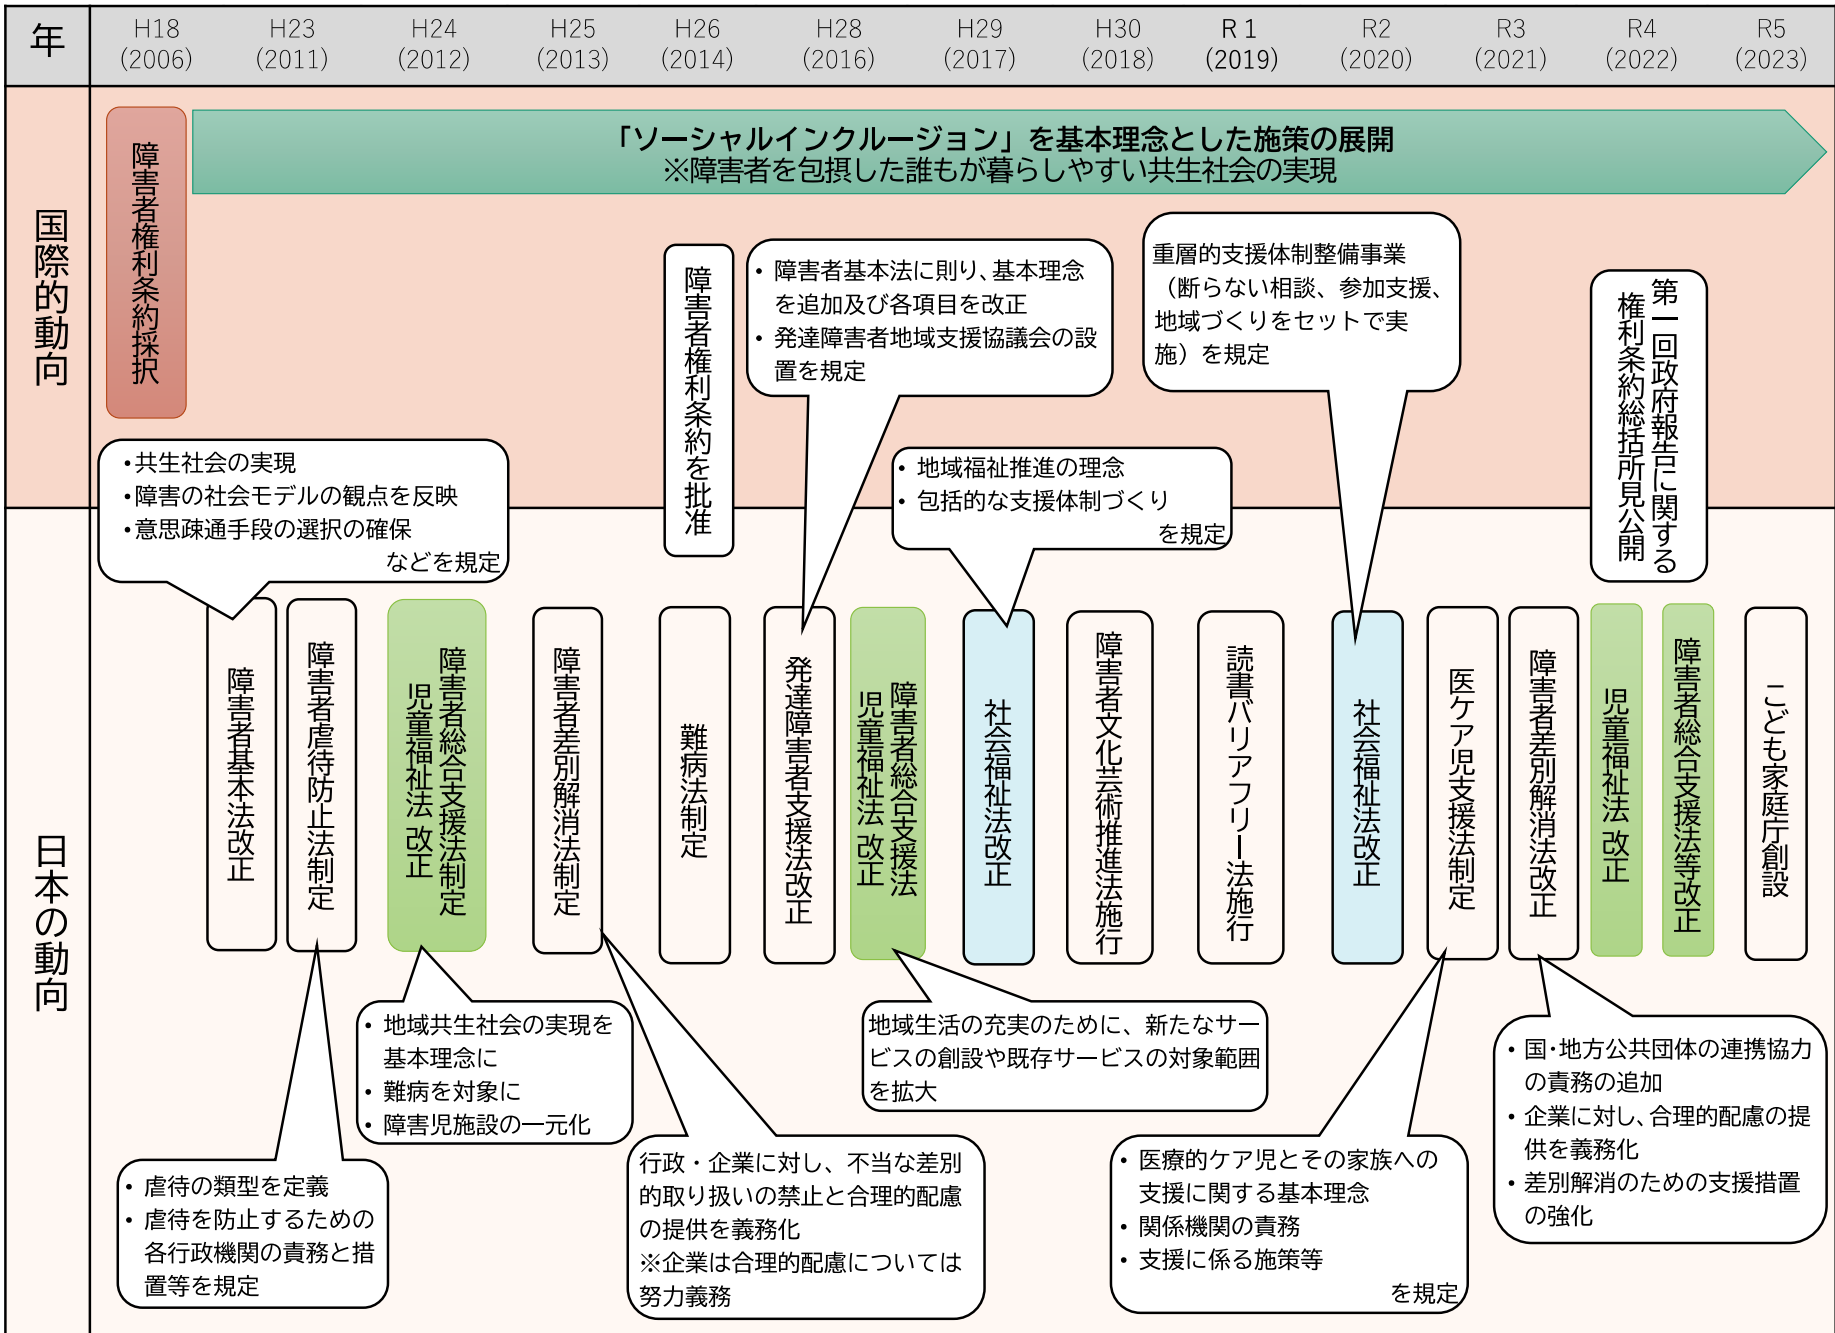 年
H18
(2006)
H23
(2011)
H24
(2012)
H25
(2013)
H26
(2014)
H28
(2016)
H29
(2017)
H30
(2018)
R 1
(2019)
R2
(2020)
R3
(2021)
R4
(2022)
R5
(2023)
国際的動向
障害者権利条約採択
「ソーシャルインクルージョン」を基本理念とした施策の展開
※障害者を包摂した誰もが暮らしやすい共生社会の実現
障害者権利条約を批准
• 障害者基本法に則り、基本理念
を追加及び各項目を改正
• 発達障害者地域支援協議会の設
置を規定
重層的支援体制整備事業
（断らない相談、参加支援、
地域づくりをセットで実
施）を規定
第一回政府報告に関する
権利条約総括所見公開
•共生社会の実現
•障害の社会モデルの観点を反映
•意思疎通手段の選択の確保
などを規定
• 地域福祉推進の理念
• 包括的な支援体制づくり
を規定
日本の動向
障害者基本法改正
障害者虐待防止法制定
障害者総合支援法制定
児童福祉法 改正
障害者差別解消法制定
難病法制定
発達障害者支援法改正
障害者総合支援法
児童福祉法 改正
社会福祉法改正
障害者文化芸術推進法施行
読書バリアフリー法施行
社会福祉法改正
医ケア児支援法制定
障害者差別解消法改正
児童福祉法 改正
障害者総合支援法等改正
こども家庭庁創設
• 虐待の類型を定義
• 虐待を防止するための
各行政機関の責務と措
置等を規定
• 地域共生社会の実現を
基本理念に
• 難病を対象に
• 障害児施設の一元化
行政・企業に対し、不当な差別
的取り扱いの禁止と合理的配慮
の提供を義務化
※企業は合理的配慮については
努力義務
地域生活の充実のために、新たなサー
ビスの創設や既存サービスの対象範囲
を拡大
• 医療的ケア児とその家族への
支援に関する基本理念
• 関係機関の責務
• 支援に係る施策等
を規定
• 国･地方公共団体の連携協力
の責務の追加
• 企業に対し、合理的配慮の提
供を義務化
• 差別解消のための支援措置
の強化